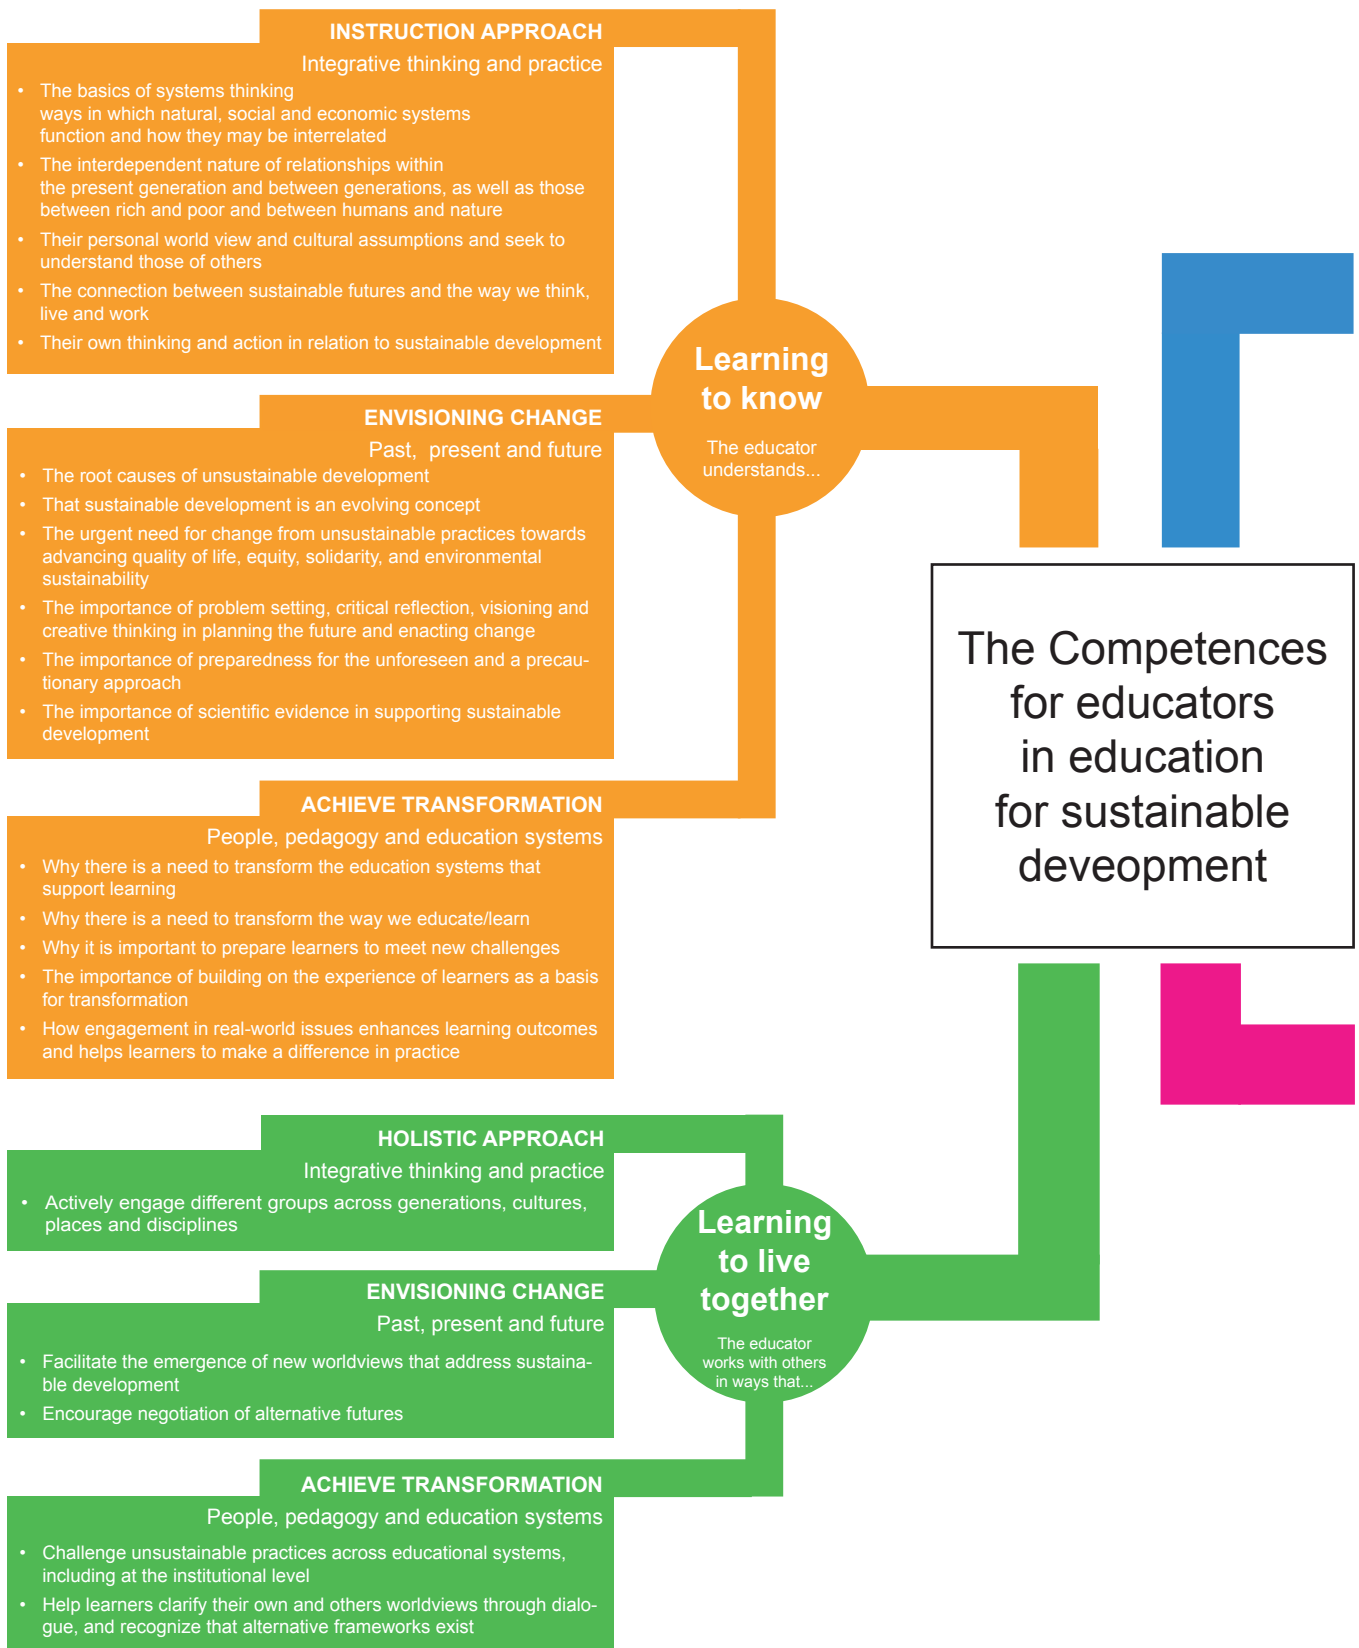 INSTRUCTION APPROACH
Integrative thinking and practice
• The basics of systems thinking
ways in which natural, social and economic systems
function and how they may be interrelated
• The interdependent nature of relationships within
the present generation and between generations, as well as those
between rich and poor and between humans and nature
• Their personal world view and cultural assumptions and seek to
understand those of others
• The connection between sustainable futures and the way we think,
live and work
• Their own thinking and action in relation to sustainable development
ENVISIONING CHANGE
Past, present and future
• The root causes of unsustainable development
• That sustainable development is an evolving concept
• The urgent need for change from unsustainable practices towards
advancing quality of life, equity, solidarity, and environmental
sustainability
• The importance of problem setting, critical reflection, visioning and
creative thinking in planning the future and enacting change
• The importance of preparedness for the unforeseen and a precau-
tionary approach
• The importance of scientific evidence in supporting sustainable
development
ACHIEVE TRANSFORMATION
People, pedagogy and education systems
• Why there is a need to transform the education systems that
support learning
• Why there is a need to transform the way we educate/learn
• Why it is important to prepare learners to meet new challenges
• The importance of building on the experience of learners as a basis
for transformation
• How engagement in real-world issues enhances learning outcomes
and helps learners to make a difference in practice
Learning
to know
The educator
understands...
The Competences
for educators
in education
for sustainable
deveopment
HOLISTIC APPROACH
Integrative thinking and practice
• Actively engage different groups across generations, cultures,
places and disciplines
ENVISIONING CHANGE
Past, present and future
• Facilitate the emergence of new worldviews that address sustaina-
ble development
• Encourage negotiation of alternative futures
ACHIEVE TRANSFORMATION
People, pedagogy and education systems
• Challenge unsustainable practices across educational systems,
including at the institutional level
• Help learners clarify their own and others worldviews through dialo-
gue, and recognize that alternative frameworks exist
Learning
to live
together
The educator
works with others
in ways that...